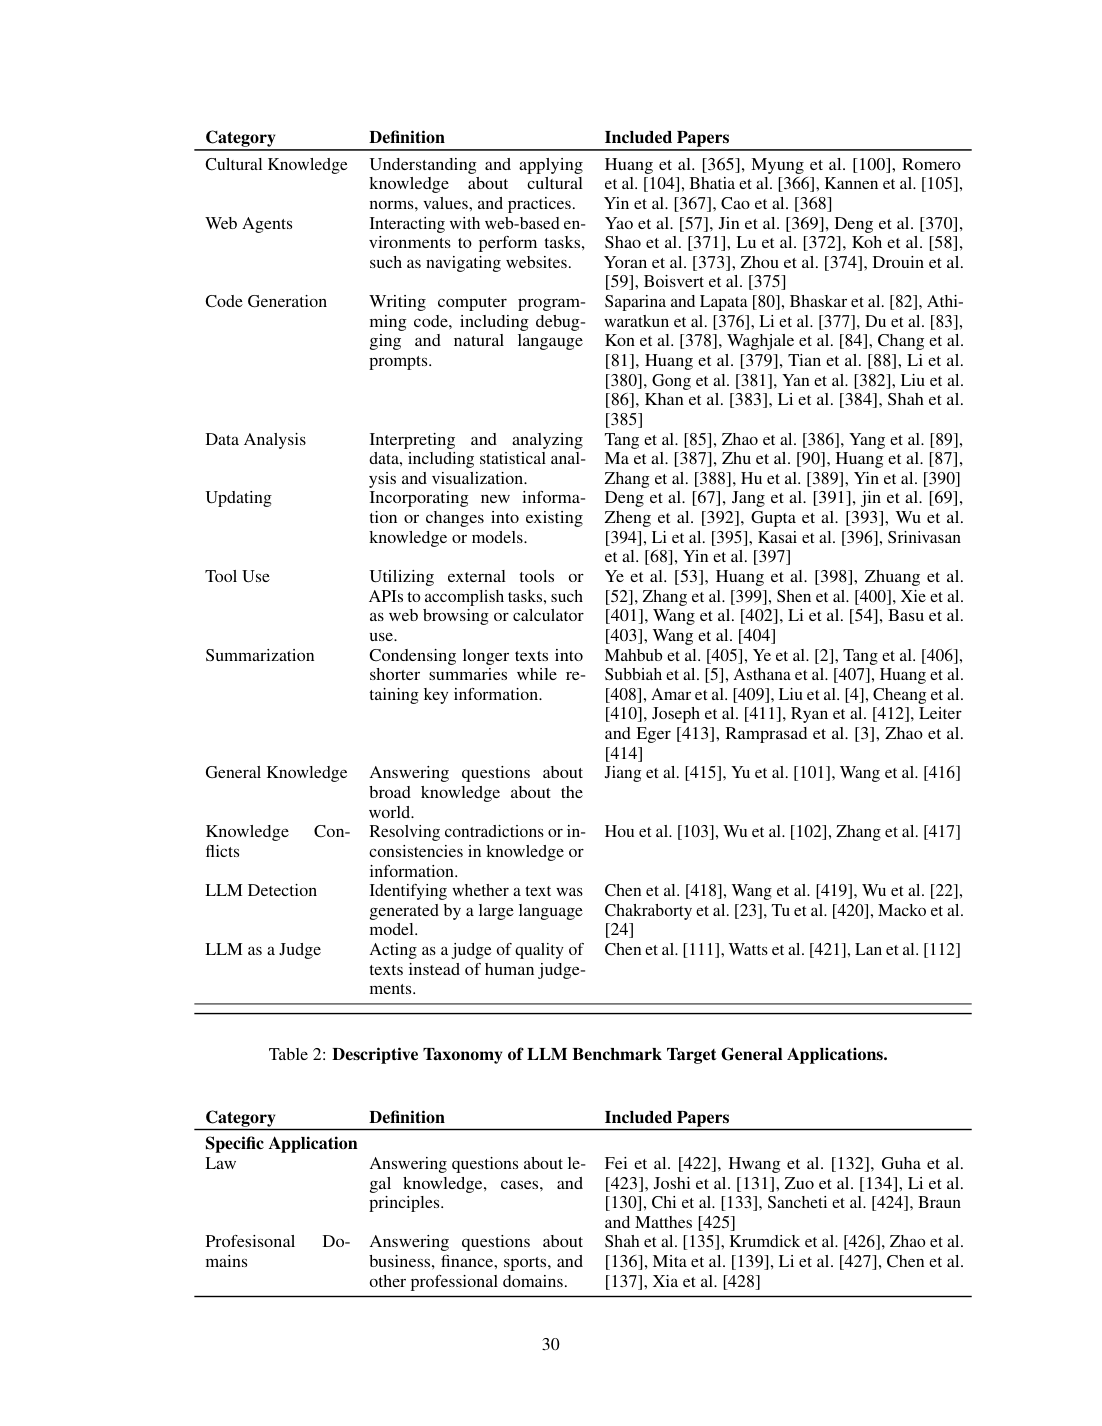 Category Definition Included Papers
Cultural Knowledge Understanding and applying Huang et al. [365], Myung et al. [100], Romero
knowledge about cultural et al. [104], Bhatia et al. [366], Kannen et al. [105],
norms, values, and practices. Yin et al. [367], Cao et al. [368]
Web Agents Interacting with web-based en- Yao et al. [57], Jin et al. [369], Deng et al. [370],
vironments to perform tasks, Shao et al. [371], Lu et al. [372], Koh et al. [58],
such as navigating websites. Yoran et al. [373], Zhou et al. [374], Drouin et al.
[59], Boisvert et al. [375]
Code Generation Writing computer program- Saparina and Lapata [80], Bhaskar et al. [82], Athi-
ming code, including debug- waratkun et al. [376], Li et al. [377], Du et al. [83],
ging and natural langauge Kon et al. [378], Waghjale et al. [84], Chang et al.
prompts. [81], Huang et al. [379], Tian et al. [88], Li et al.
[380], Gong et al. [381], Yan et al. [382], Liu et al.
[86], Khan et al. [383], Li et al. [384], Shah et al.
[385]
Data Analysis Interpreting and analyzing Tang et al. [85], Zhao et al. [386], Yang et al. [89],
data, including statistical anal- Ma et al. [387], Zhu et al. [90], Huang et al. [87],
ysis and visualization. Zhang et al. [388], Hu et al. [389], Yin et al. [390]
Updating Incorporating new informa- Deng et al. [67], Jang et al. [391], jin et al. [69],
tion or changes into existing Zheng et al. [392], Gupta et al. [393], Wu et al.
knowledge or models. [394], Li et al. [395], Kasai et al. [396], Srinivasan
et al. [68], Yin et al. [397]
Tool Use Utilizing external tools or Ye et al. [53], Huang et al. [398], Zhuang et al.
APIs to accomplish tasks, such [52], Zhang et al. [399], Shen et al. [400], Xie et al.
as web browsing or calculator [401], Wang et al. [402], Li et al. [54], Basu et al.
use. [403], Wang et al. [404]
Summarization Condensing longer texts into Mahbub et al. [405], Ye et al. [2], Tang et al. [406],
shorter summaries while re- Subbiah et al. [5], Asthana et al. [407], Huang et al.
taining key information. [408], Amar et al. [409], Liu et al. [4], Cheang et al.
[410], Joseph et al. [411], Ryan et al. [412], Leiter
and Eger [413], Ramprasad et al. [3], Zhao et al.
[414]
General Knowledge Answering questions about Jiang et al. [415], Yu et al. [101], Wang et al. [416]
broad knowledge about the
world.
Knowledge Con- Resolving contradictions or in- Hou et al. [103], Wu et al. [102], Zhang et al. [417]
flicts consistencies in knowledge or
information.
LLM Detection Identifying whether a text was Chen et al. [418], Wang et al. [419], Wu et al. [22],
generated by a large language Chakraborty et al. [23], Tu et al. [420], Macko et al.
model. [24]
LLM as a Judge Acting as a judge of quality of Chen et al. [111], Watts et al. [421], Lan et al. [112]
texts instead of human judge-
ments.
Table 2: Descriptive Taxonomy of LLM Benchmark Target General Applications.
Category Definition Included Papers
Specific Application
Law Answering questions about le- Fei et al. [422], Hwang et al. [132], Guha et al.
gal knowledge, cases, and [423], Joshi et al. [131], Zuo et al. [134], Li et al.
principles. [130], Chi et al. [133], Sancheti et al. [424], Braun
and Matthes [425]
Profesisonal Do- Answering questions about Shah et al. [135], Krumdick et al. [426], Zhao et al.
mains business, finance, sports, and [136], Mita et al. [139], Li et al. [427], Chen et al.
other professional domains. [137], Xia et al. [428]
30